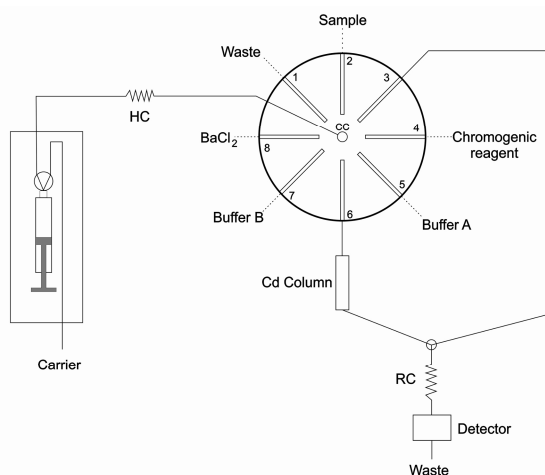 Sample
Waste
2
1
3
HC
CC
BaCl2
8
4
Chromogenic
reagent
7
5
Buffer B
6
Buffer A
Cd Column
Carrier
RC
Detector
Waste